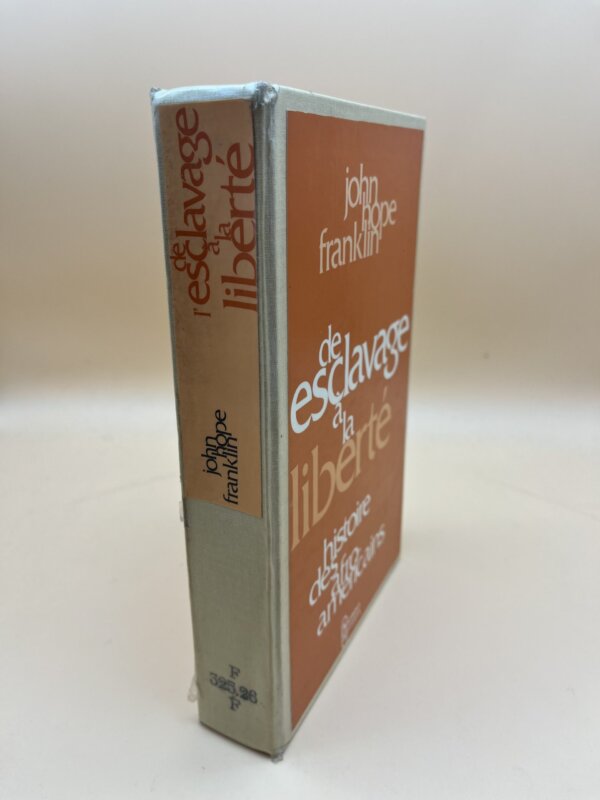 de
l'esclavage
à
la
liberté
john
hope
franklin
F
325.26
F
john
hope
franklin
de
esclavage
à
la
liberté
histoire
des
afro
américains